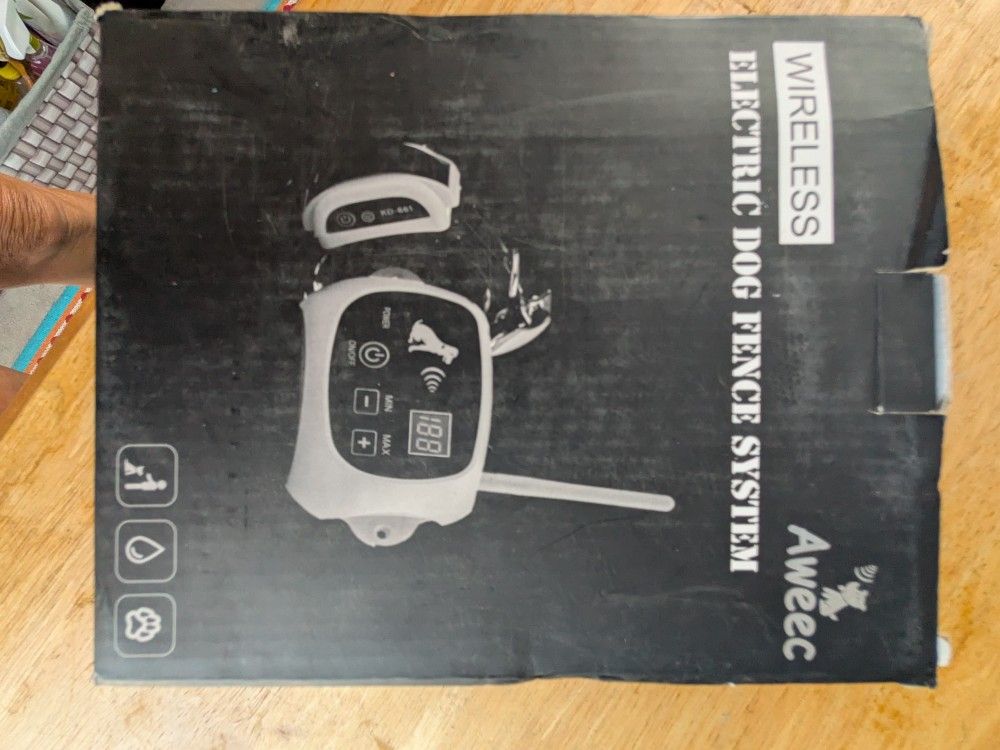 Aweec
WIRELESS
ELECTRIC DOG FENCE SYSTEM
KD-661
188
POWER
ON/OFF
MIN
MAX
-
+